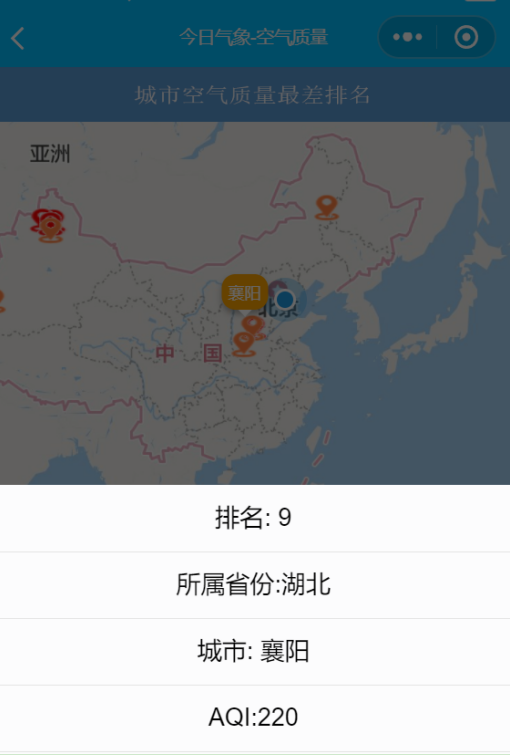 今日气象-空气质量
城市空气质量最差排名
亚洲
襄阳
北京
中国
排名: 9
所属省份:湖北
城市: 襄阳
AQI:220